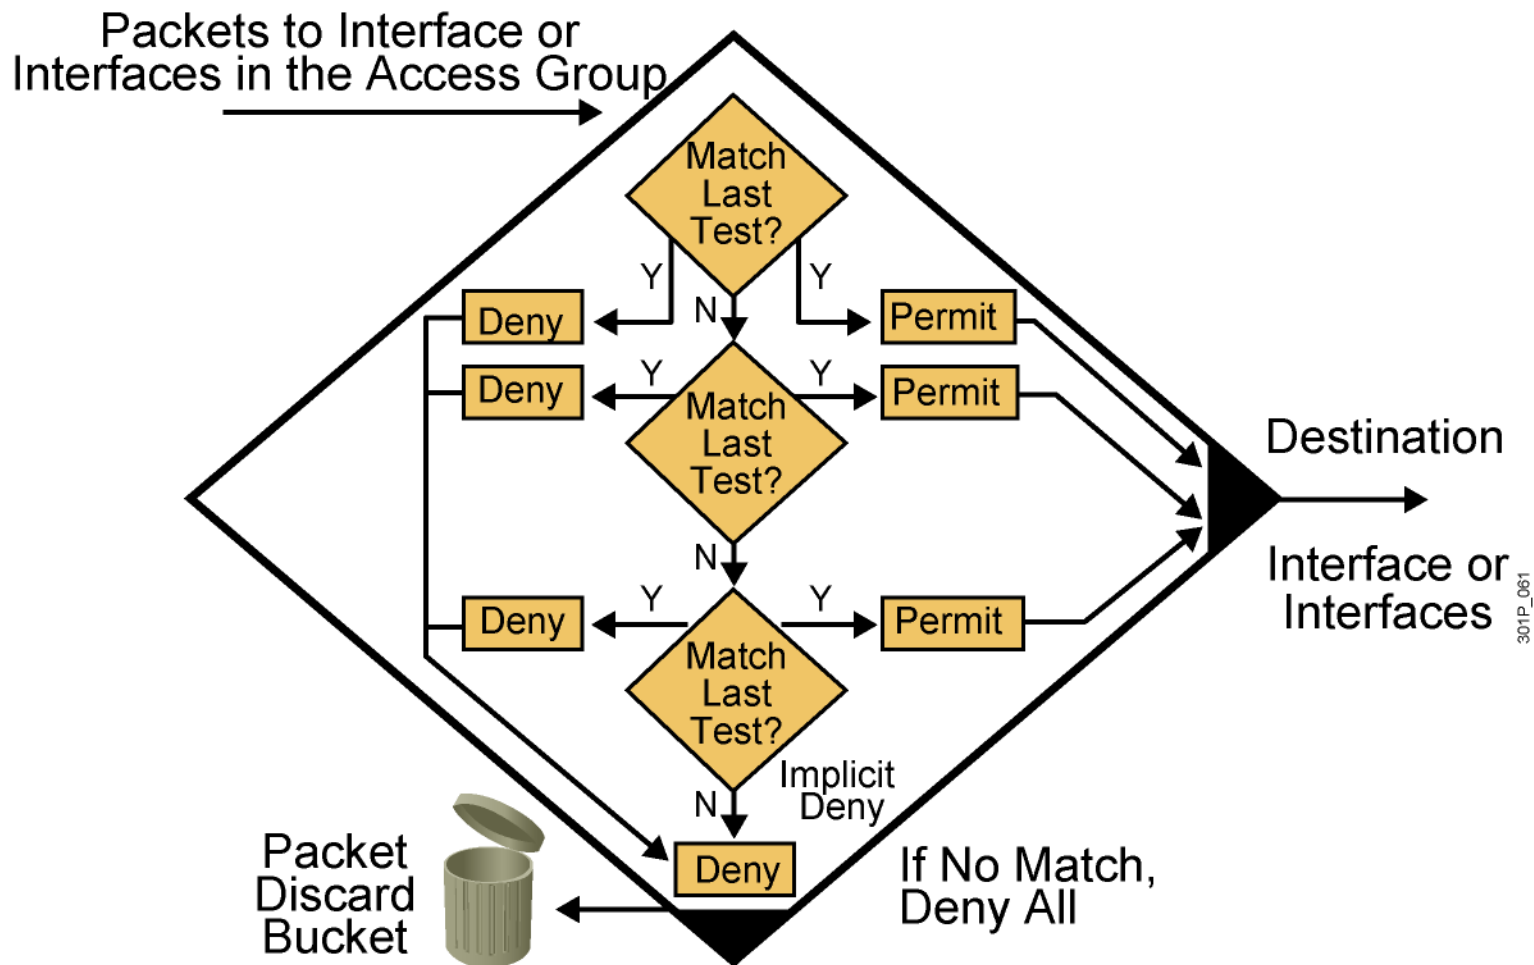 Packets to Interface or
Interfaces in the Access Group
Match
Last
Test?
Y
Y
N
Deny
Permit
Y
Y
Deny
Permit
Match
Last
Test?
N
Y
Y
Deny
Permit
Match
Last
Test?
N
Implicit
Deny
Deny
Destination
Interface or
Interfaces
301P_061
Packet
Discard
Bucket
If No Match,
Deny All